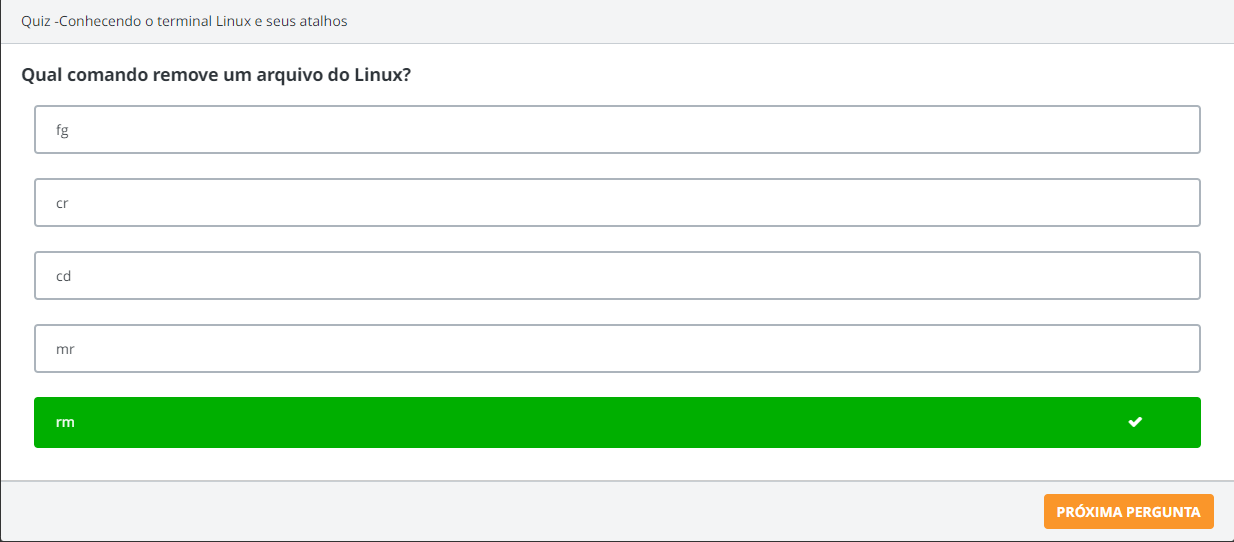 Quiz -Conhecendo o terminal Linux e seus atalhos
Qual comando remove um arquivo do Linux?
fg
cr
cd
mr
rm
PRÓXIMA PERGUNTA